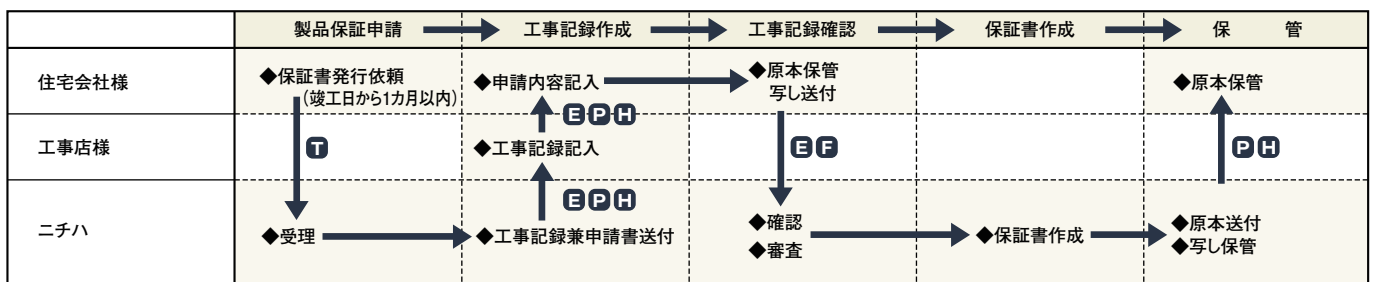 製品保証申請 工事記録作成 工事記録確認 保証書作成 保 管
住宅会社様 ◆保証書発行依頼 ◆申請内容記入 ◆原本保管 ◆原本保管
(竣工日から1カ月以内) 写し送付
E P H
工事店様 T ◆工事記録記入 E F P H
E P H
ニチハ ◆受理 ◆工事記録兼申請書送付 ◆確認 ◆保証書作成 ◆原本送付
◆審査 ◆写し保管